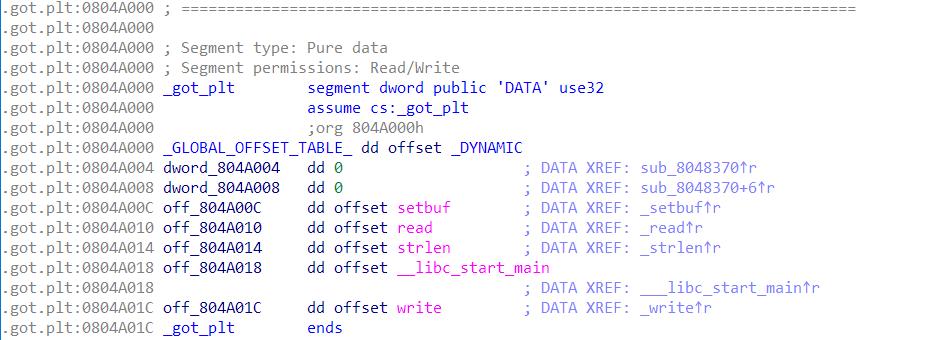 .got.plt:0804A000 ; ===========================================================================
.got.plt:0804A000
.got.plt:0804A000 ; Segment type: Pure data
.got.plt:0804A000 ; Segment permissions: Read/Write
.got.plt:0804A000 _got_plt        segment dword public 'DATA' use32
.got.plt:0804A000                 assume cs:_got_plt
.got.plt:0804A000                 ;org 804A000h
.got.plt:0804A000 _GLOBAL_OFFSET_TABLE_ dd offset _DYNAMIC
.got.plt:0804A004 dword_804A004   dd 0                    ; DATA XREF: sub_8048370↑r
.got.plt:0804A008 dword_804A008   dd 0                    ; DATA XREF: sub_8048370+6↑r
.got.plt:0804A00C off_804A00C     dd offset setbuf        ; DATA XREF: _setbuf↑r
.got.plt:0804A010 off_804A010     dd offset read          ; DATA XREF: _read↑r
.got.plt:0804A014 off_804A014     dd offset strlen        ; DATA XREF: _strlen↑r
.got.plt:0804A018 off_804A018     dd offset __libc_start_main
.got.plt:0804A018                                         ; DATA XREF: ___libc_start_main↑r
.got.plt:0804A01C off_804A01C     dd offset write         ; DATA XREF: _write↑r
.got.plt:0804A01C _got_plt        ends